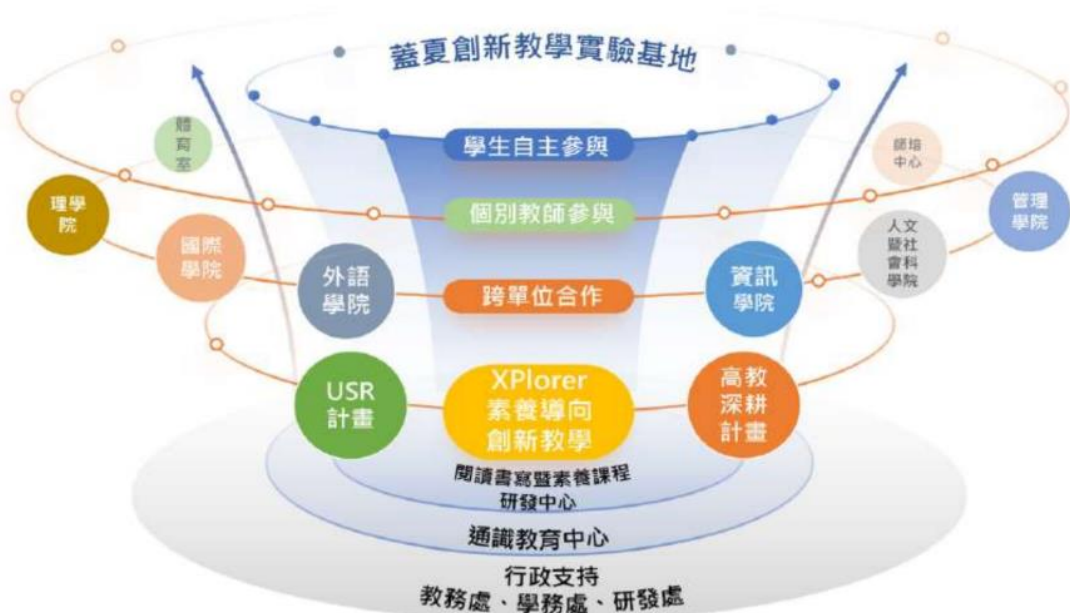 蓋夏創新教學實驗基地
學生自主參與
體
育
室
師培
中心
理學
院
個別教師參與
管理
學院
國際
學院
外語
學院
跨單位合作
資訊
學院
人文
暨社
會科
學院
USR
計畫
XPlorer
素養導向
創新教學
高教
深耕
計畫
閱讀書寫暨素養課程
研發中心
通識教育中心
行政支持
教務處、學務處、研發處